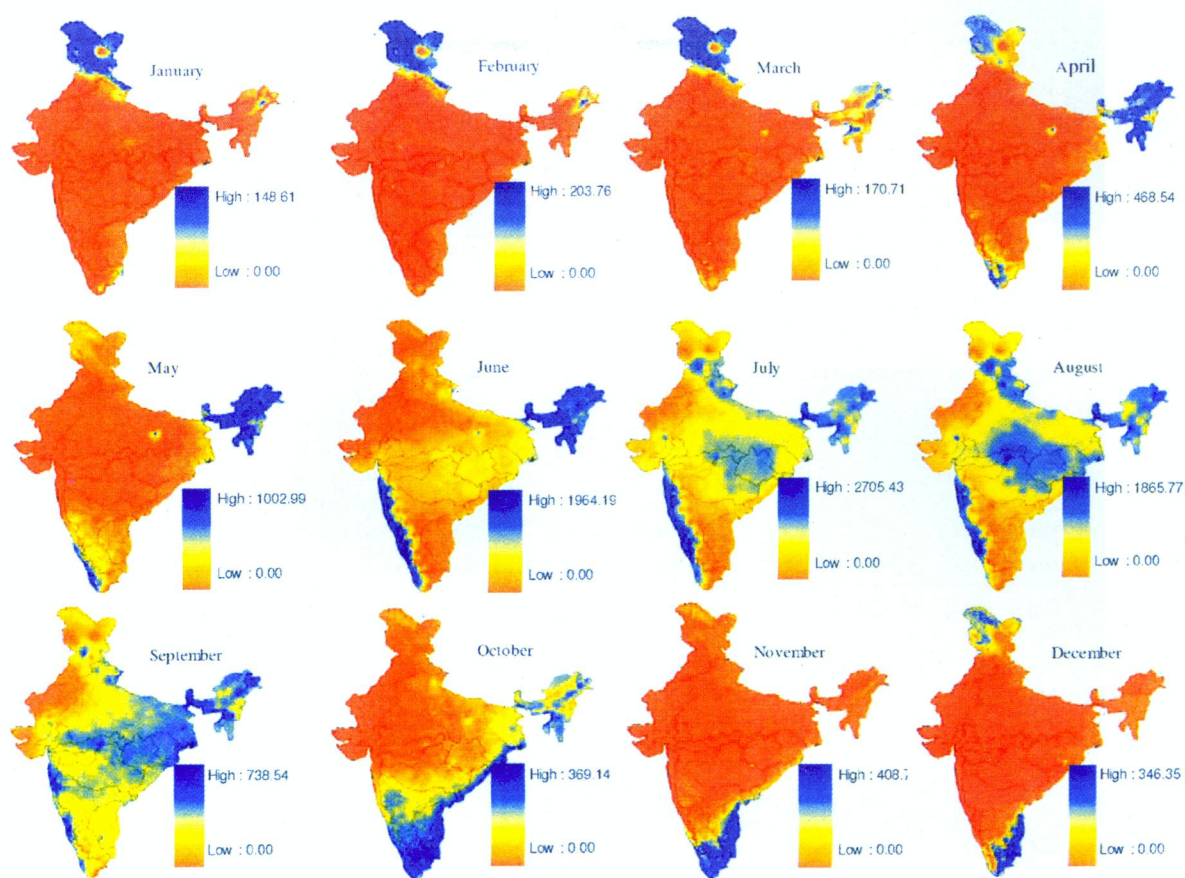 January
High : 148.61
Low : 0.00
February
High : 203.76
Low : 0.00
March
High : 170.71
Low : 0.00
April
High : 468.54
Low : 0.00
May
High : 1002.99
Low : 0.00
June
High : 1964.19
Low : 0.00
July
High : 2705.43
Low : 0.00
August
High : 1865.77
Low : 0.00
September
High : 738.54
Low : 0.00
October
High : 369.14
Low : 0.00
November
High : 408.7
Low : 0.00
December
High : 346.35
Low : 0.00